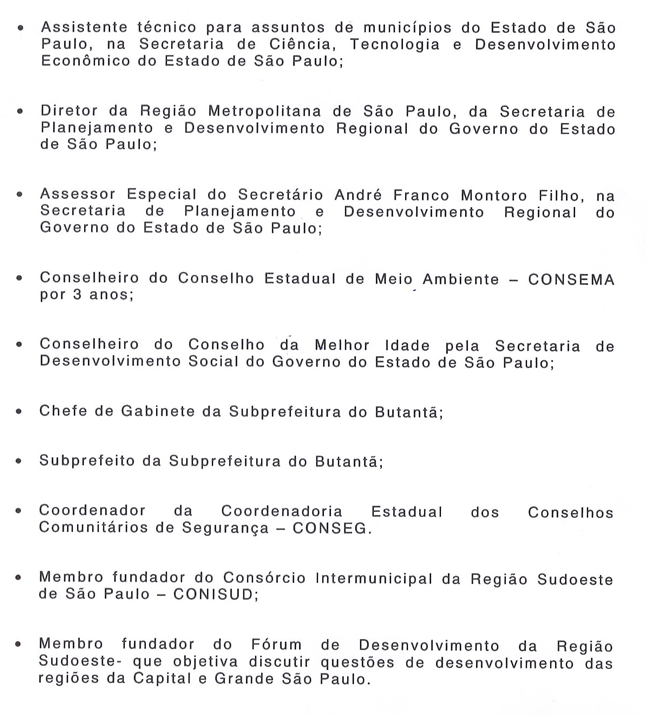 • Assistente técnico para assuntos de municípios do Estado de São
Paulo, na Secretaria de Ciência, Tecnologia e Desenvolvimento
Econômico do Estado de São Paulo;
• Diretor da Região Metropolitana de São Paulo, da Secretaria de
Planejamento e Desenvolvimento Regional do Governo do Estado
de São Paulo;
• Assessor Especial do Secretário André Franco Montoro Filho, na
Secretaria de Planejamento e Desenvolvimento Regional do
Governo do Estado de São Paulo;
• Conselheiro do Conselho Estadual de Meio Ambiente – CONSEMA
por 3 anos;
• Conselheiro do Conselho da Melhor Idade pela Secretaria de
Desenvolvimento Social do Governo do Estado de São Paulo;
• Chefe de Gabinete da Subprefeitura do Butantã;
• Subprefeito da Subprefeitura do Butantã;
• Coordenador da Coordenadoria Estadual dos Conselhos
Comunitários de Segurança – CONSEG.
• Membro fundador do Consórcio Intermunicipal da Região Sudoeste
de São Paulo – CONISUD;
• Membro fundador do Fórum de Desenvolvimento da Região
Sudoeste- que objetiva discutir questões de desenvolvimento das
regiões da Capital e Grande São Paulo.